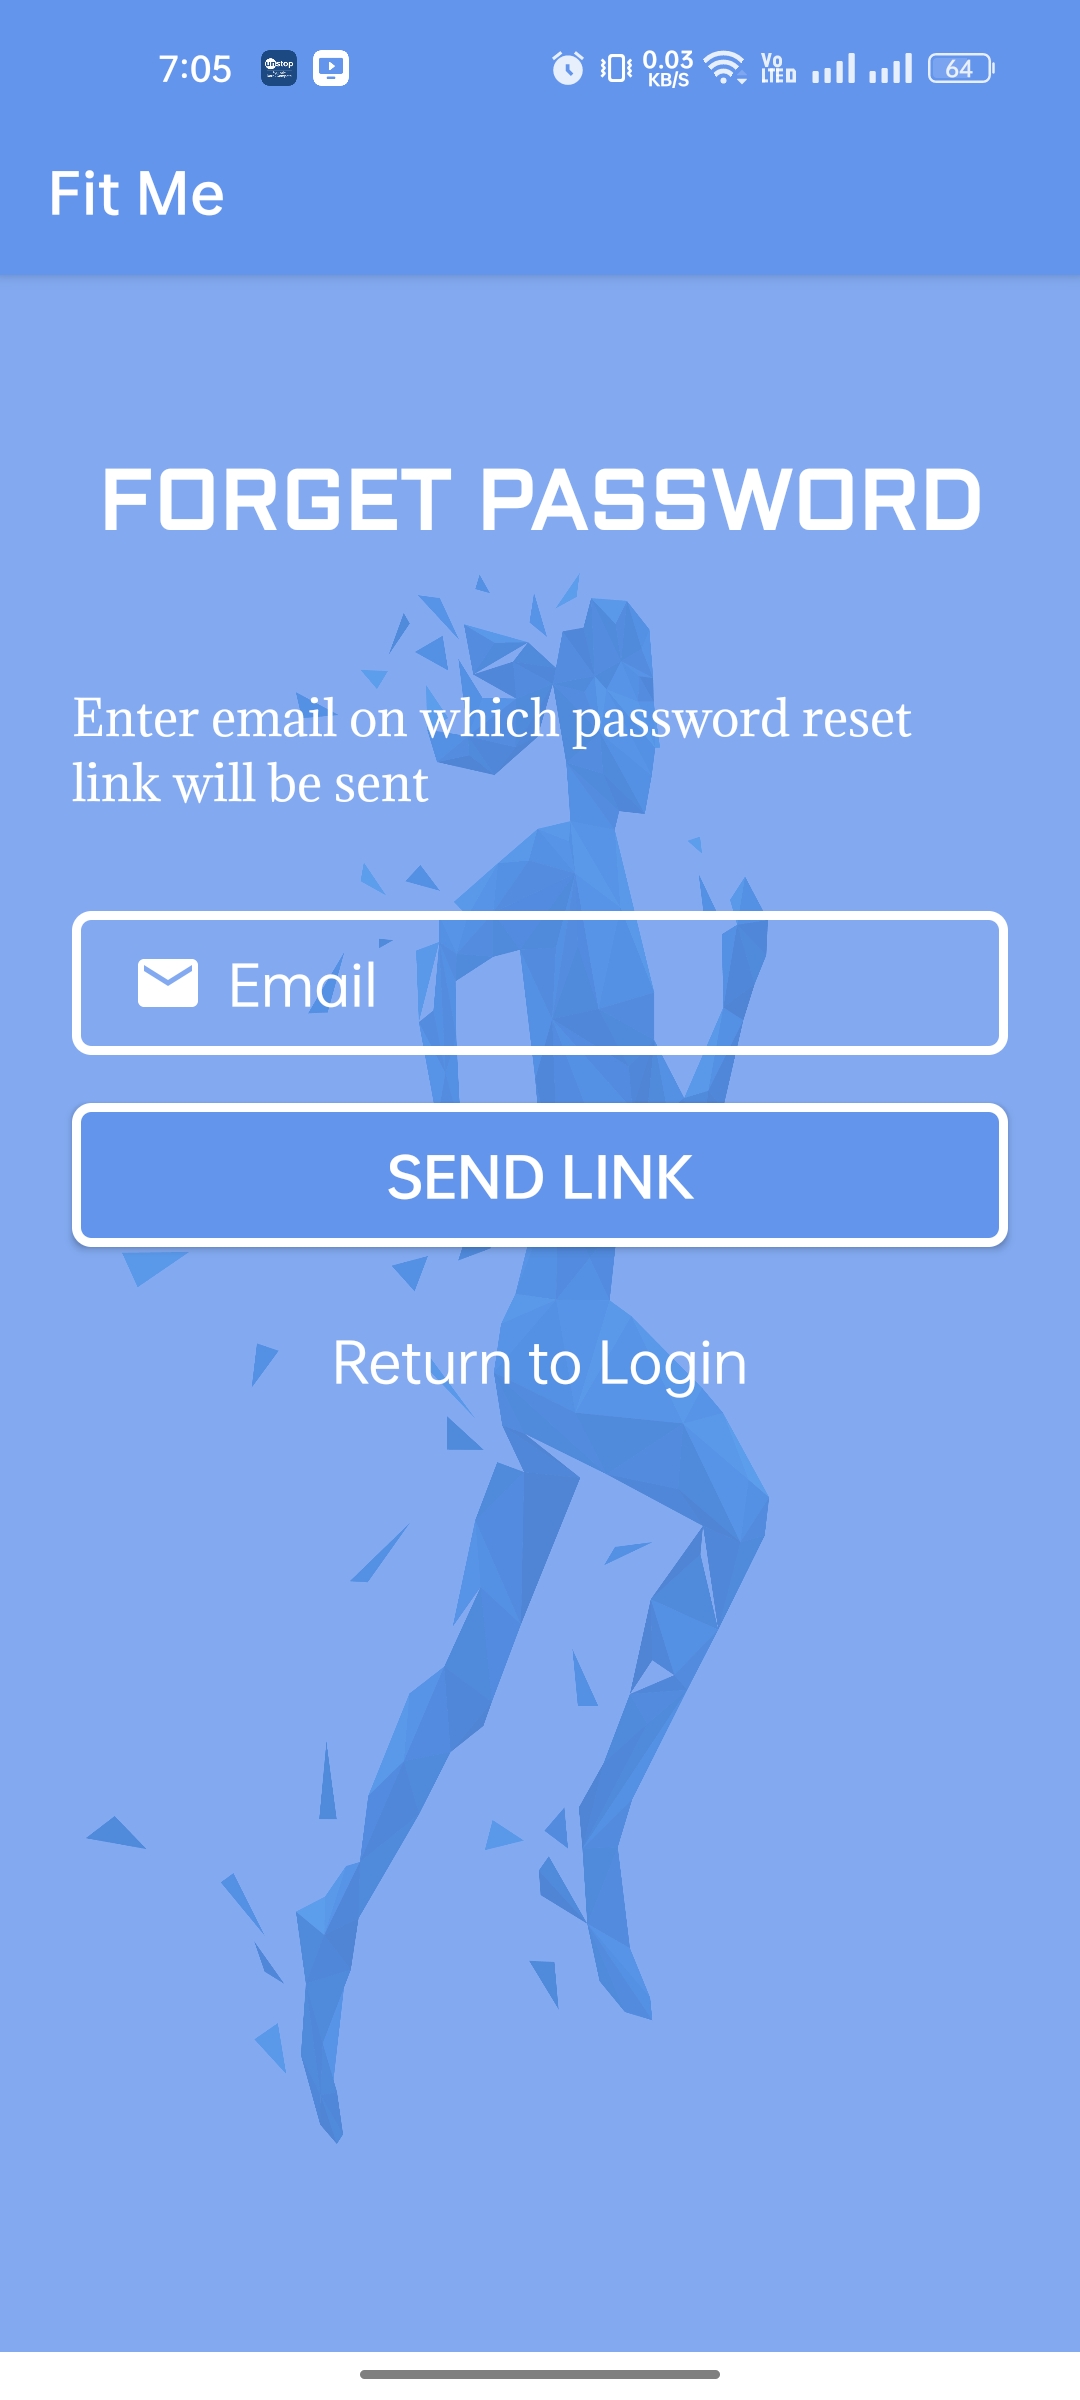 7:05 unstop 0.03 KB/S Vo LTE 64
Fit Me
FORGET PASSWORD
Enter email on which password reset
link will be sent
Email
SEND LINK
Return to Login